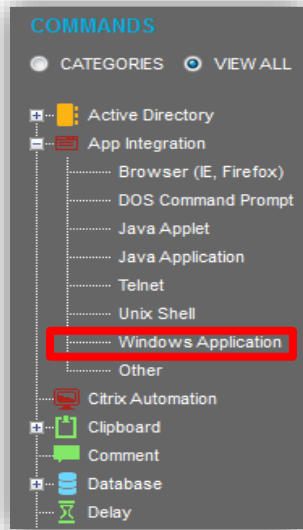 COMMANDS
CATEGORIES VIEW ALL
Active Directory
App Integration
Browser (IE, Firefox)
DOS Command Prompt
Java Applet
Java Application
Telnet
Unix Shell
Windows Application
Other
Citrix Automation
Clipboard
Comment
Database
Delay